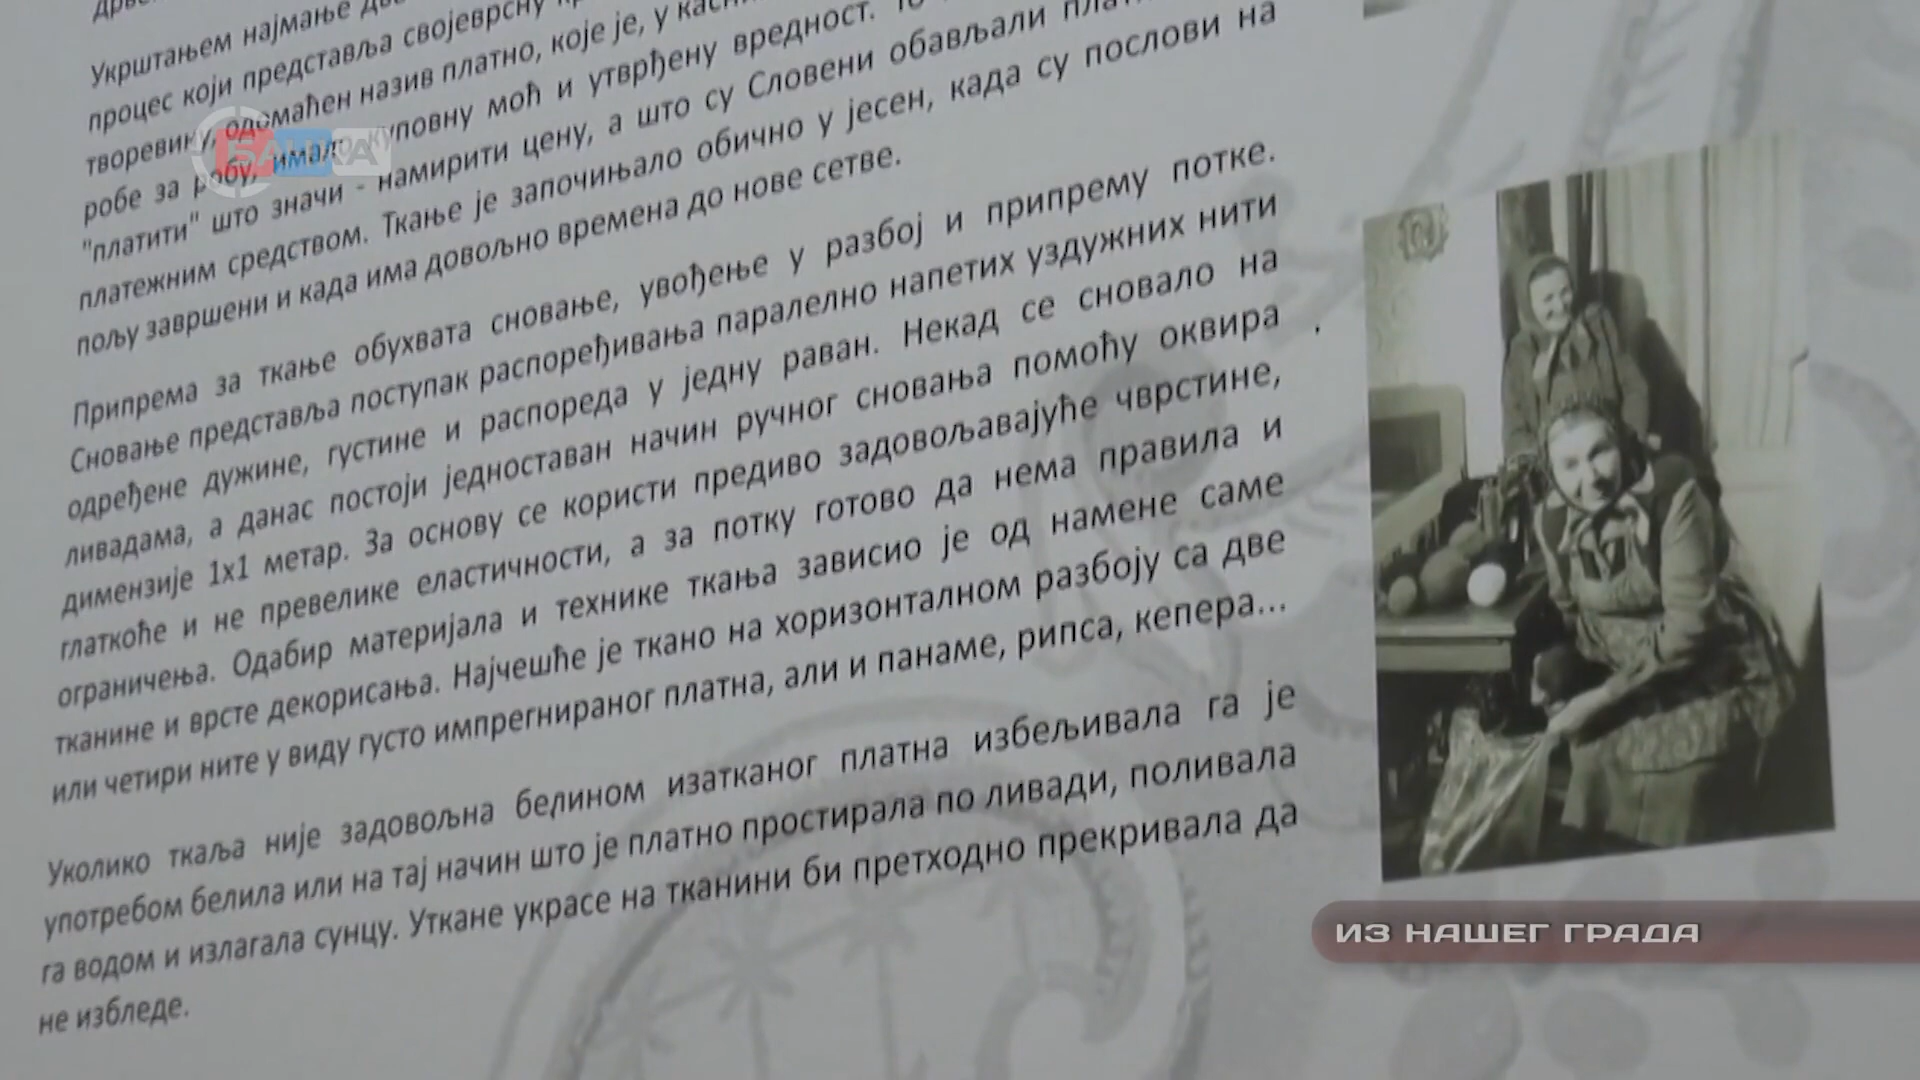 Укрштањем најмање
процес који представља својеврсну
творевину, одомаћен назив платно, које је, у
робе за робу, имало куповну моћ и утврђену вредност.
"платити" што значи - намирити цену, а што су Словени обављали
платежним средством. Ткање је започињало обично у јесен, када су послови на
пољу завршени и када има довољно времена до нове сетве.
Припрема за ткање обухвата сновање, увођење у разбој и припрему потке.
Сновање представља поступак распоређивања паралелно напетих уздужних нити
одређене дужине, густине и распореда у једну раван. Некад се сновало на
ливадама, а данас постоји једноставан начин ручног сновања помоћу оквира
димензије 1x1 метар. За основу се користи предиво задовољавајуће чврстине,
глаткоће и не превелике еластичности, а за потку готово да нема правила и
ограничења. Одабир материјала и технике ткања зависио је од намене саме
тканине и врсте декорисања. Најчешће је ткано на хоризонталном разбоју са две
или четири ните у виду густо импрегнираног платна, али и панаме, рипса, кепера...
Уколико ткаља није задовољна белином изатканог платна избељивала га је
употребом белила или на тај начин што је платно простирала по ливади, поливала
га водом и излагала сунцу. Уткане украсе на тканини би претходно прекривала да
не избледе.
БАЧКА
ИЗ НАШЕГ ГРАДА